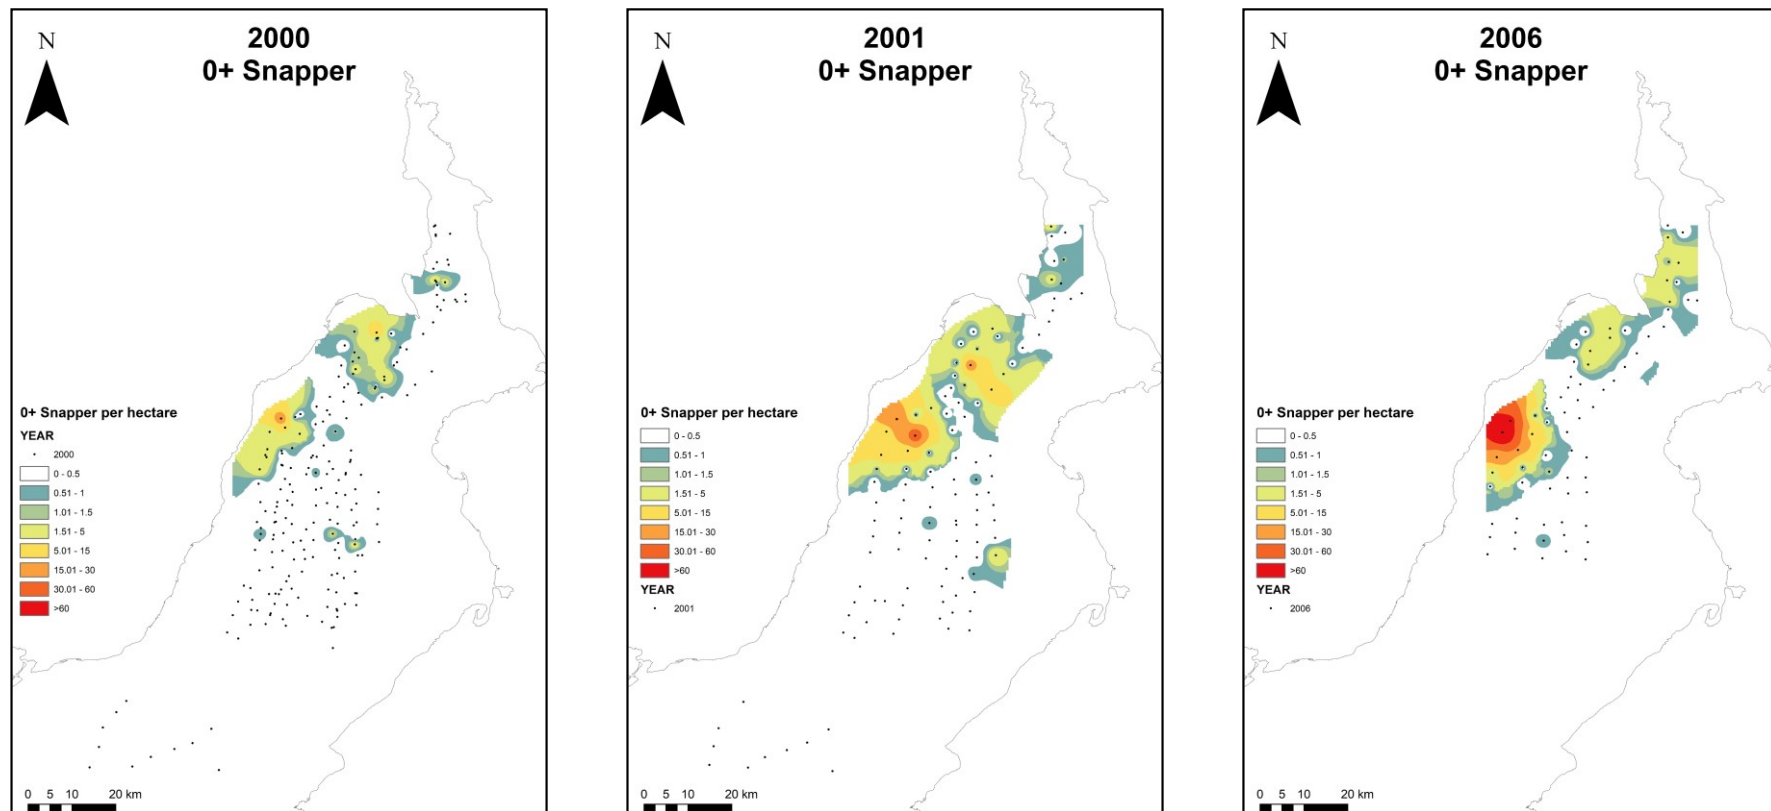 N
2000
0+ Snapper
0+ Snapper per hectare
YEAR
2000
0 - 0.5
0.51 - 1
1.01 - 1.5
1.51 - 5
5.01 - 15
15.01 - 30
30.01 - 60
>60
0 5 10 20 km
N
2001
0+ Snapper
0+ Snapper per hectare
0 - 0.5
0.51 - 1
1.01 - 1.5
1.51 - 5
5.01 - 15
15.01 - 30
30.01 - 60
>60
YEAR
2001
0 5 10 20 km
N
2006
0+ Snapper
0+ Snapper per hectare
0 - 0.5
0.51 - 1
1.01 - 1.5
1.51 - 5
5.01 - 15
15.01 - 30
30.01 - 60
>60
YEAR
2006
0 5 10 20 km